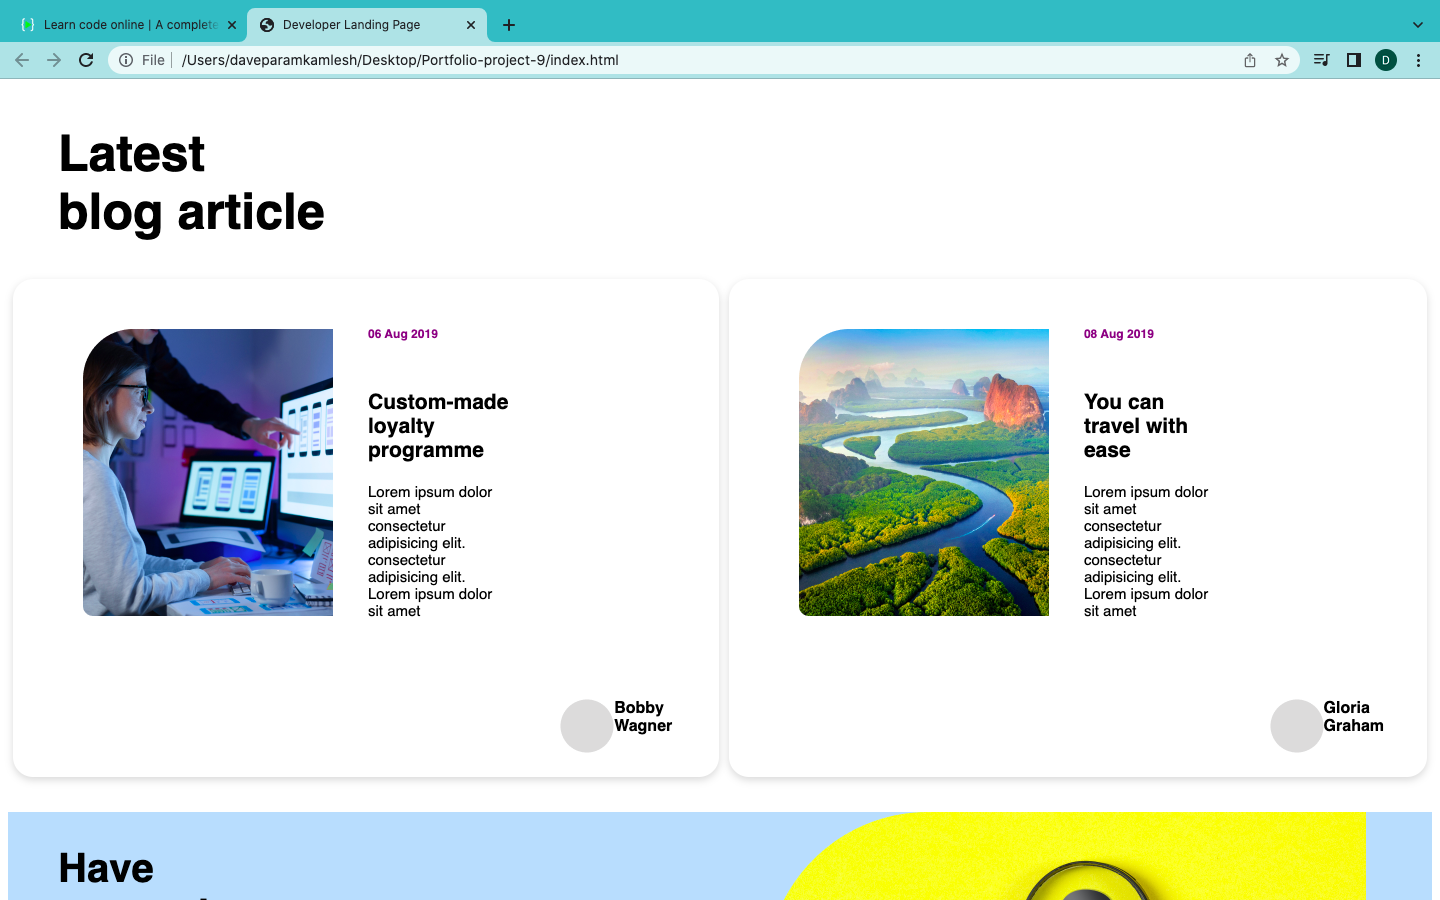 Learn code online | A complete
Developer Landing Page
File
/Users/daveparamkamlesh/Desktop/Portfolio-project-9/index.html
D
Latest
blog article
06 Aug 2019
Custom-made
loyalty
programme
Lorem ipsum dolor
sit amet
consectetur
adipisicing elit.
consectetur
adipisicing elit.
Lorem ipsum dolor
sit amet
Bobby
Wagner
08 Aug 2019
You can
travel with
ease
Lorem ipsum dolor
sit amet
consectetur
adipisicing elit.
consectetur
adipisicing elit.
Lorem ipsum dolor
sit amet
Gloria
Graham
Have